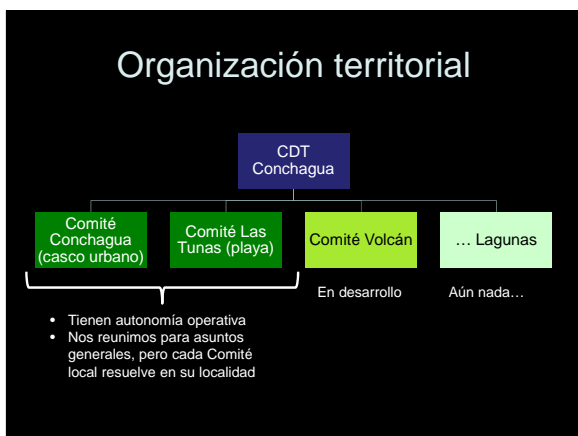 Organización territorial
CDT
Conchagua
Comité
Conchagua
(casco urbano)
Comité Las
Tunas (playa)
Comité Volcán
... Lagunas
En desarrollo
Aún nada...
• Tienen autonomía operativa
• Nos reunimos para asuntos
generales, pero cada Comité
local resuelve en su localidad